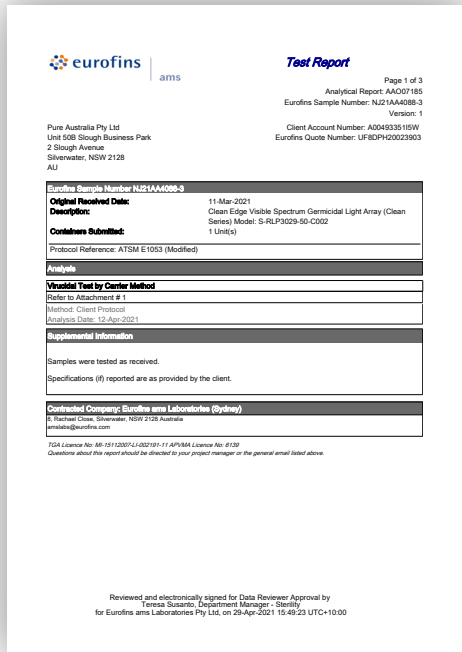 eurofins
ams
Test Report
Page 1 of 3
Analytical Report: AAO07185
Eurofins Sample Number: NJ21AA4088-3
Version: 1
Pure Australia Pty Ltd
Unit 50B Slough Business Park
2 Slough Avenue
Silverwater, NSW 2128
AU
Client Account Number: A00493351I5W
Eurofins Quote Number: UF8DPH20023903
Eurofins Sample Number NJ21AA4088-3
Original Received Date: 11-Mar-2021
Description: Clean Edge Visible Spectrum Germicidal Light Array (Clean
Series) Model: S-RLP3029-50-C002
Containers Submitted: 1 Unit(s)
Protocol Reference: ATSM E1053 (Modified)
Analysis
Virucidal Test by Carrier Method
Refer to Attachment # 1
Method: Client Protocol
Analysis Date: 12-Apr-2021
Supplemental Information
Samples were tested as received.
Specifications (if) reported are as provided by the client.
Contracted Company: Eurofins ams Laboratories (Sydney)
8, Rachael Close, Silverwater, NSW 2128 Australia
amslabs@eurofins.com
TGA Licence No: MI-15112007-LI-002191-11 APVMA Licence No: 6139
Questions about this report should be directed to your project manager or the general email listed above.
Reviewed and electronically signed for Data Reviewer Approval by
Teresa Susanto, Department Manager - Sterility
for Eurofins ams Laboratories Pty Ltd, on 29-Apr-2021 15:49:23 UTC+10:00